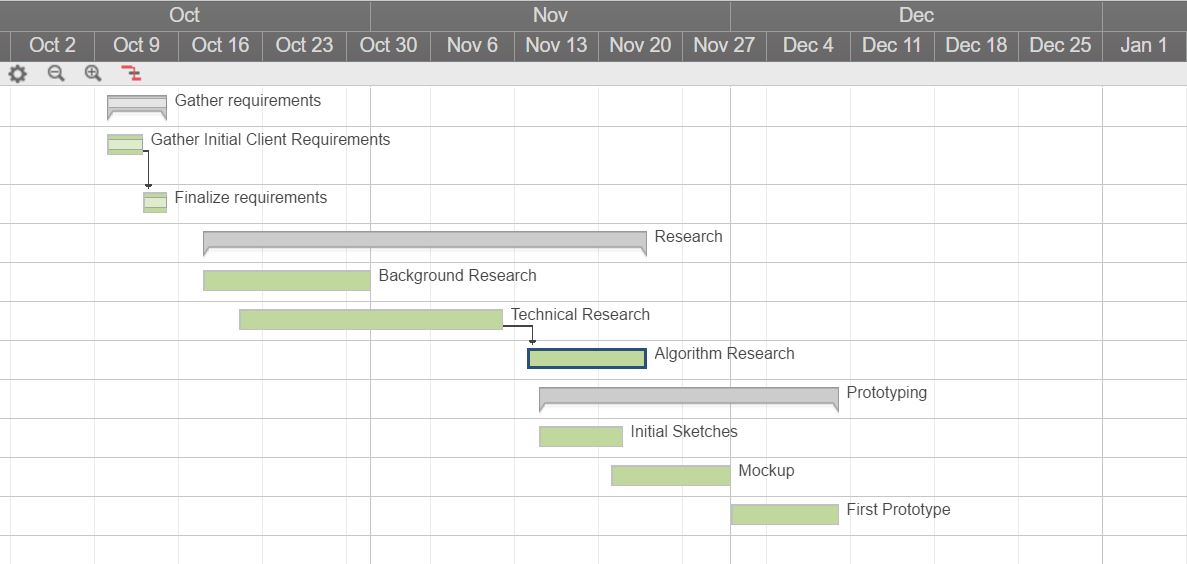 Oct Nov Dec
Oct 2 Oct 9 Oct 16 Oct 23 Oct 30 Nov 6 Nov 13 Nov 20 Nov 27 Dec 4 Dec 11 Dec 18 Dec 25 Jan 1
Gather requirements
Gather Initial Client Requirements
Finalize requirements
Research
Background Research
Technical Research
Algorithm Research
Prototyping
Initial Sketches
Mockup
First Prototype